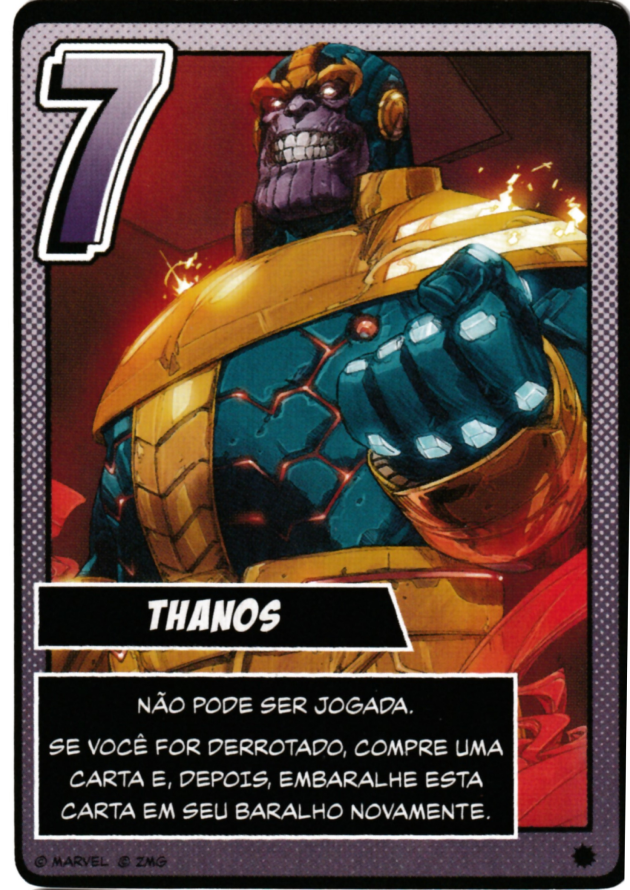 7
THANOS
NÃO PODE SER JOGADA.
SE VOCÊ FOR DERROTADO, COMPRE UMA
CARTA E, DEPOIS, EMBARALHE ESTA
CARTA EM SEU BARALHO NOVAMENTE.
© MARVEL © ZMG